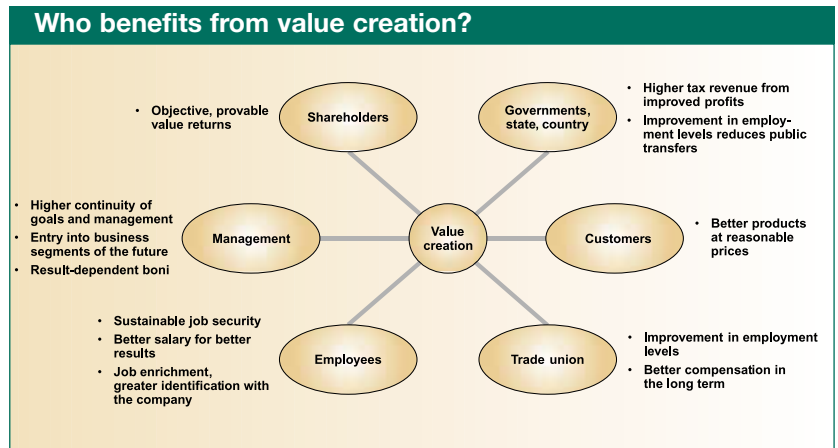 Who benefits from value creation?
• Objective, provable
value returns
Shareholders
Governments,
state, country
• Higher tax revenue from
improved profits
• Improvement in employ-
ment levels reduces public
transfers
• Higher continuity of
goals and management
• Entry into business
segments of the future
• Result-dependent boni
Management
Value
creation
Customers
• Better products
at reasonable
prices
• Sustainable job security
• Better salary for better
results
• Job enrichment,
greater identification with
the company
Employees
Trade union
• Improvement in employment
levels
• Better compensation in
the long term